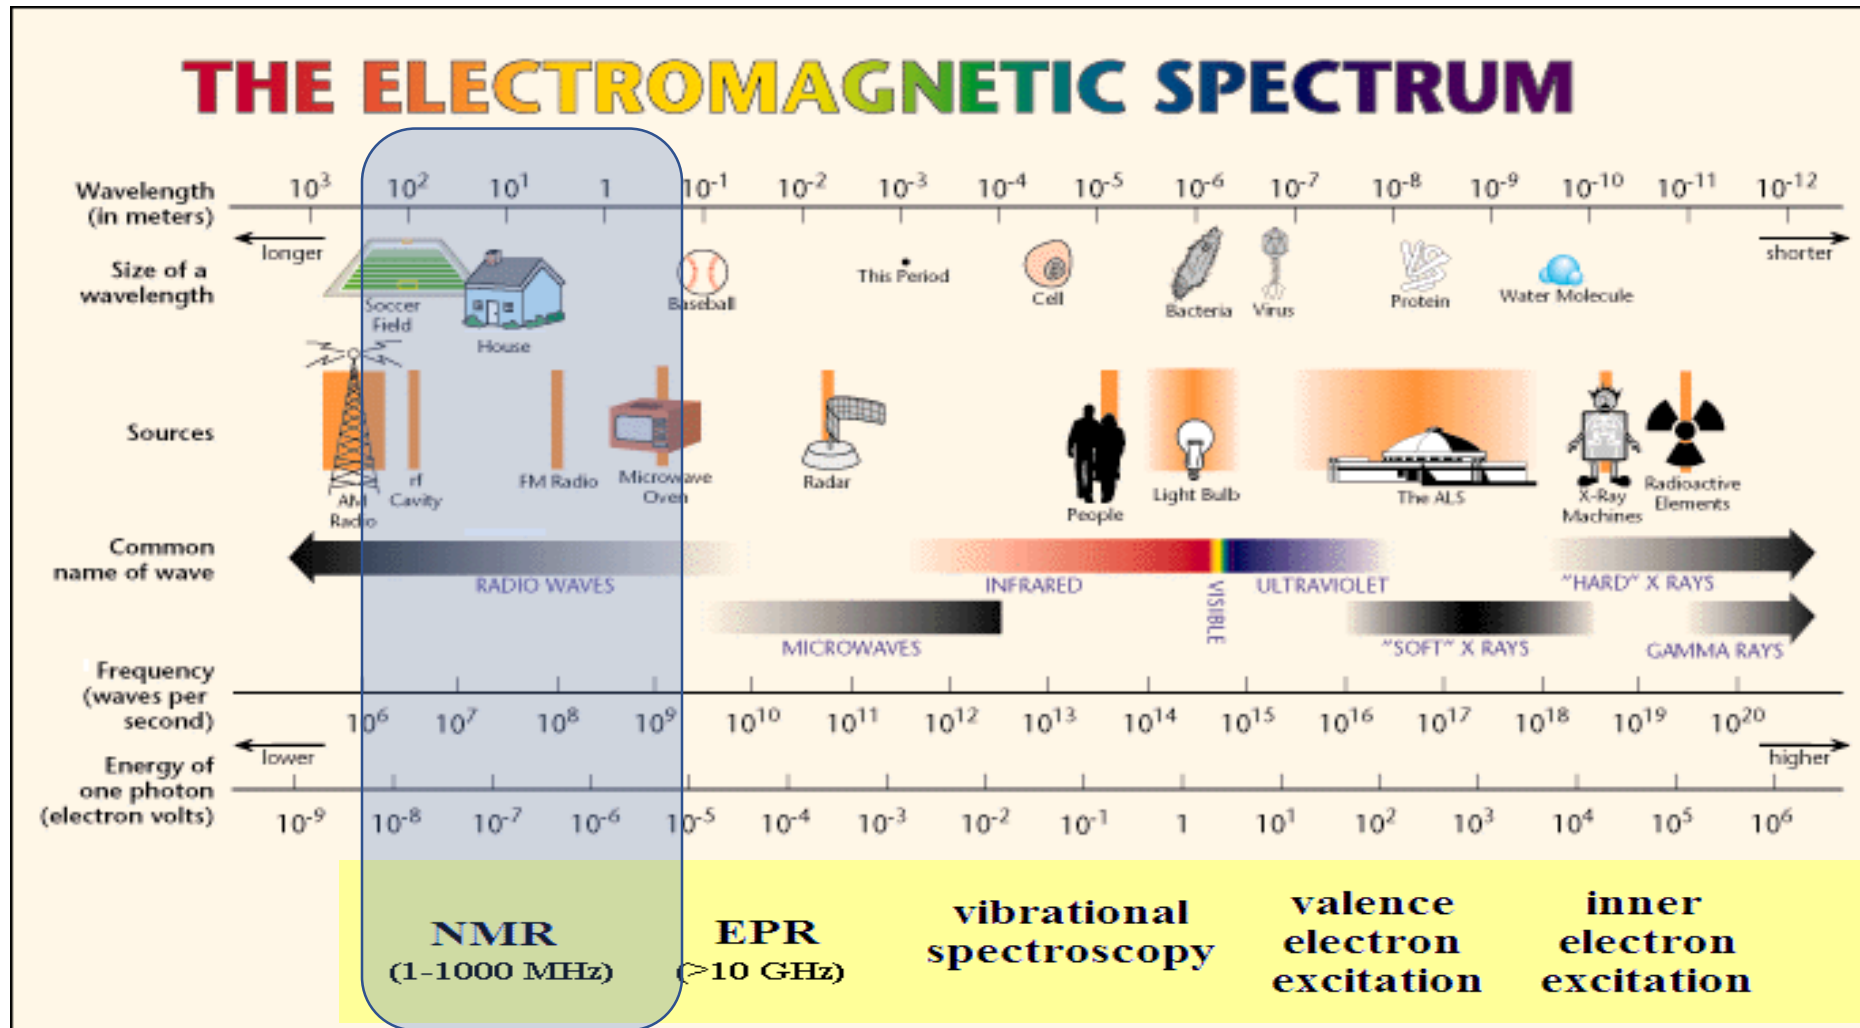 THE ELECTROMAGNETIC SPECTRUM
Wavelength
(in meters)
10³ 10² 10¹ 1 10⁻¹ 10⁻² 10⁻³ 10⁻⁴ 10⁻⁵ 10⁻⁶ 10⁻⁷ 10⁻⁸ 10⁻⁹ 10⁻¹⁰ 10⁻¹¹ 10⁻¹²
longer
shorter
Size of a
wavelength
Soccer
Field
House
Baseball
This Period
Cell
Bacteria
Virus
Protein
Water Molecule
Sources
AM
Radio
rf
Cavity
FM Radio
Microwave
Oven
Radar
People
Light Bulb
The ALS
X-Ray
Machines
Radioactive
Elements
Common
name of wave
RADIO WAVES
INFRARED
VISIBLE
ULTRAVIOLET
"HARD" X RAYS
MICROWAVES
"SOFT" X RAYS
GAMMA RAYS
Frequency
(waves per
second)
10⁶ 10⁷ 10⁸ 10⁹ 10¹⁰ 10¹¹ 10¹² 10¹³ 10¹⁴ 10¹⁵ 10¹⁶ 10¹⁷ 10¹⁸ 10¹⁹ 10²⁰
lower
higher
Energy of
one photon
(electron volts)
10⁻⁹ 10⁻⁸ 10⁻⁷ 10⁻⁶ 10⁻⁵ 10⁻⁴ 10⁻³ 10⁻² 10⁻¹ 1 10¹ 10² 10³ 10⁴ 10⁵ 10⁶
NMR
(1-1000 MHz)
EPR
(>10 GHz)
vibrational
spectroscopy
valence
electron
excitation
inner
electron
excitation